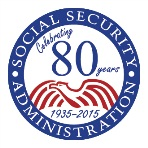 SOCIAL SECURITY
Celebrating
80
years
1935-2015
ADMINISTRATION